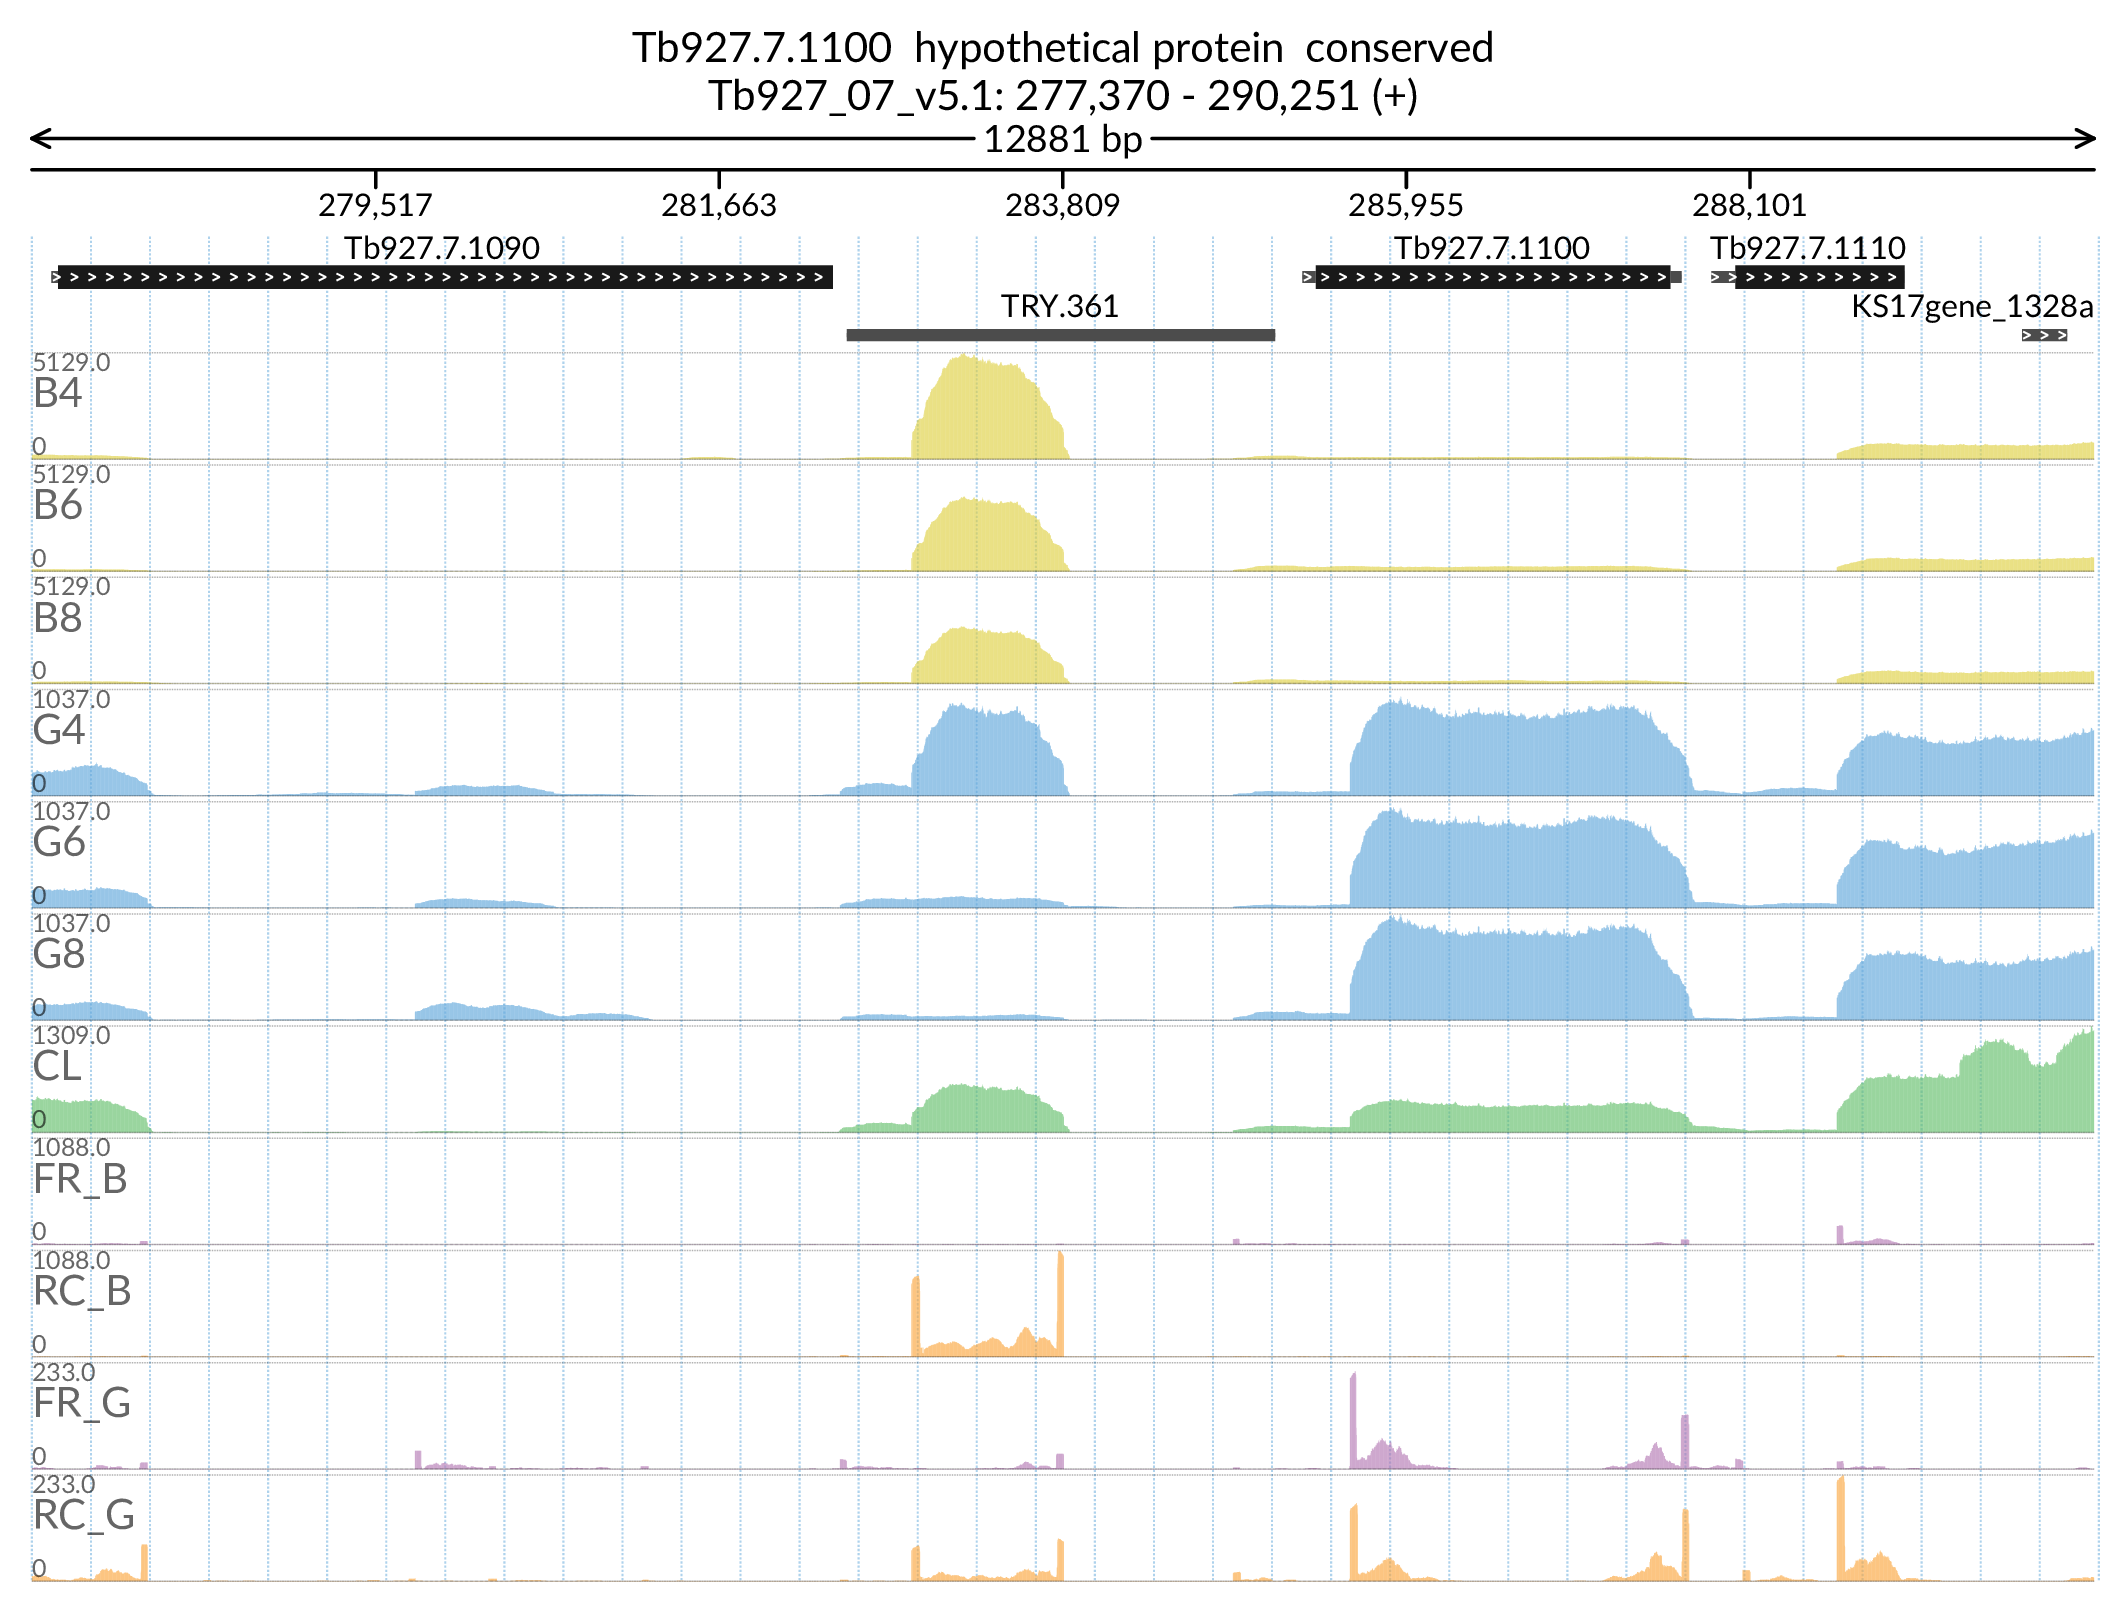 Tb927.7.1100 hypothetical protein conserved
Tb927_07_v5.1: 277,370 - 290,251 (+)
12881 bp
279,517 281,663 283,809 285,955 288,101
Tb927.7.1090 Tb927.7.1100 Tb927.7.1110
TRY.361 KS17gene_1328a
5129.0
B4
0
5129.0
B6
0
5129.0
B8
0
1037.0
G4
0
1037.0
G6
0
1037.0
G8
0
1309.0
CL
0
1088.0
FR_B
0
1088.0
RC_B
0
233.0
FR_G
0
233.0
RC_G
0